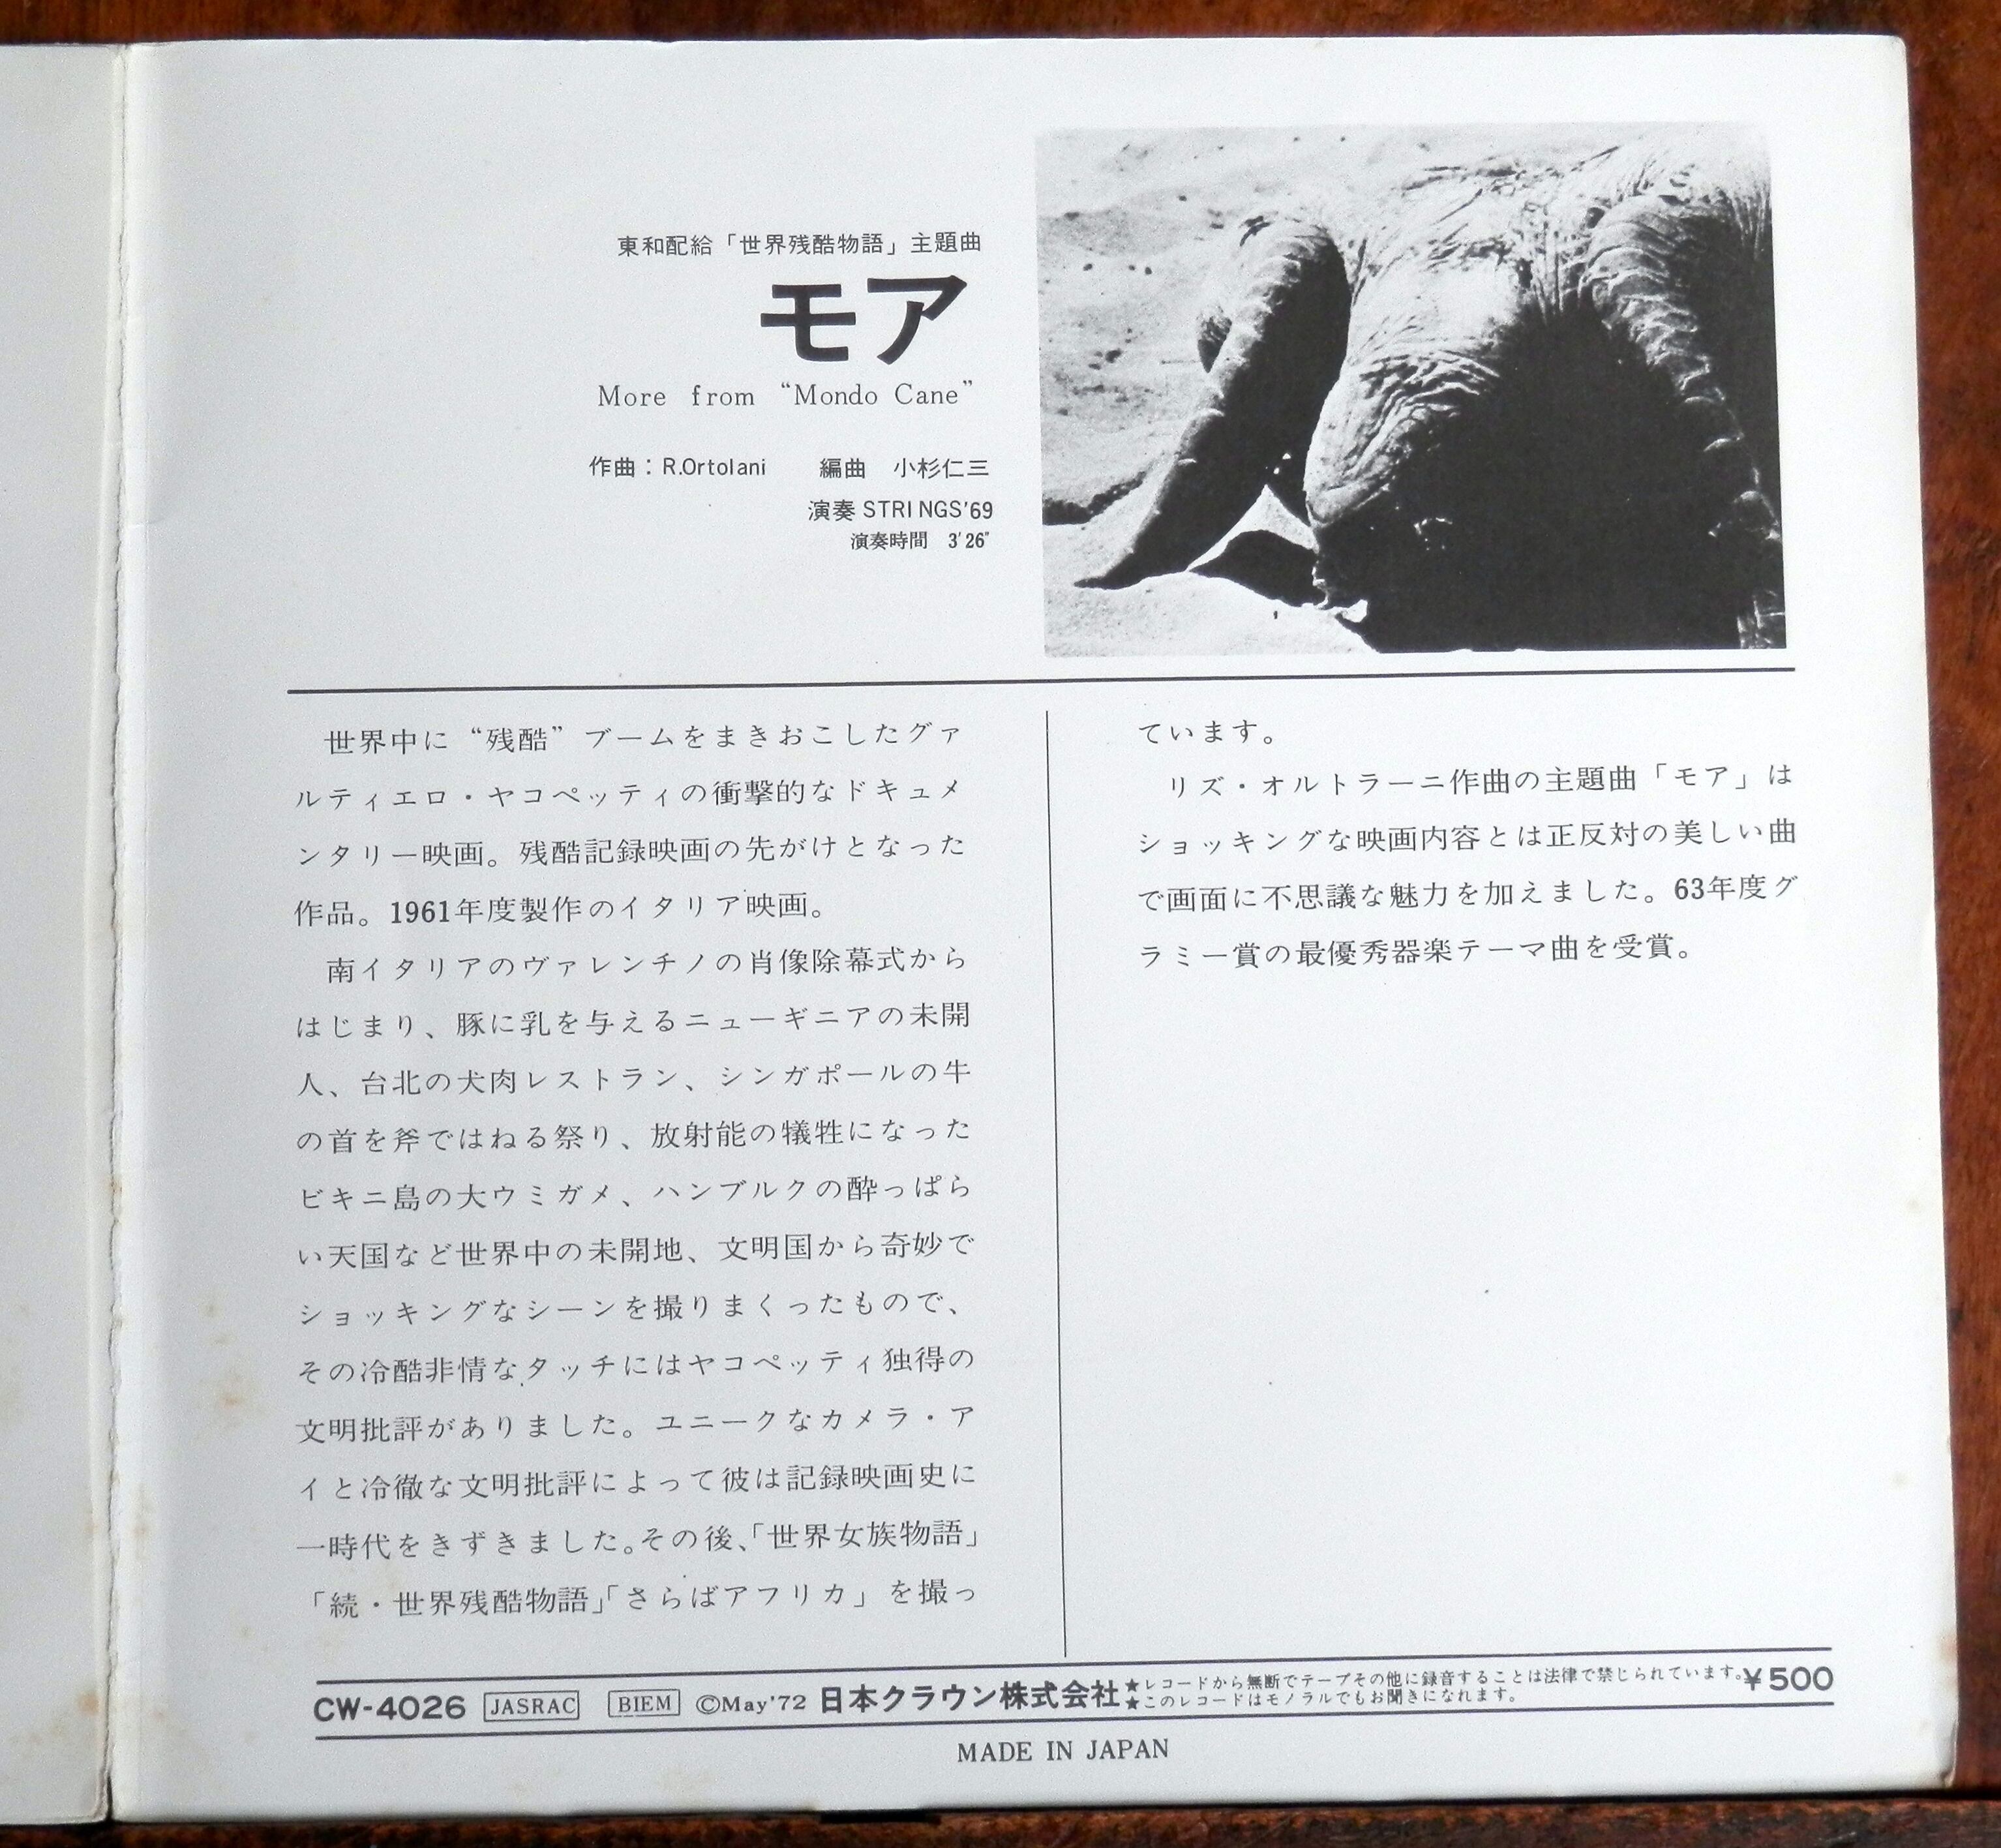 東和配給「世界残酷物語」主題曲
モア
More from “Mondo Cane”
作曲：R.Ortolani　編曲　小杉仁三
演奏 STRINGS'69
演奏時間　3'26"
世界中に“残酷”ブームをまきおこしたグァ
ルティエロ・ヤコペッティの衝撃的なドキュメ
ンタリー映画。残酷記録映画の先がけとなった
作品。1961年度製作のイタリア映画。
南イタリアのヴァレンチノの肖像除幕式から
はじまり、豚に乳を与えるニューギニアの未開
人、台北の犬肉レストラン、シンガポールの牛
の首を斧ではねる祭り、放射能の犠牲になった
ビキニ島の大ウミガメ、ハンブルクの酔っぱら
い天国など世界中の未開地、文明国から奇妙で
ショッキングなシーンを撮りまくったもので、
その冷酷非情なタッチにはヤコペッティ独得の
文明批評がありました。ユニークなカメラ・ア
イと冷徹な文明批評によって彼は記録映画史に
一時代をきずきました。その後、「世界女族物語」
「続・世界残酷物語」「さらばアフリカ」を撮っ
ています。
リズ・オルトラーニ作曲の主題曲「モア」は
ショッキングな映画内容とは正反対の美しい曲
で画面に不思議な魅力を加えました。63年度グ
ラミー賞の最優秀器楽テーマ曲を受賞。
CW-4026 JASRAC BIEM ©May'72 日本クラウン株式会社
★レコードから無断でテープその他に録音することは法律で禁じられています。
★このレコードはモノラルでもお聞きになれます。
¥500
MADE IN JAPAN